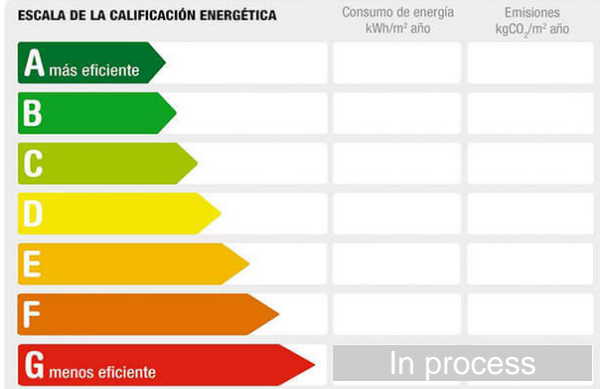 ESCALA DE LA CALIFICACIÓN ENERGÉTICA
Consumo de energía
kWh/m² año
Emisiones
kgCO₂/m² año
A más eficiente
B
C
D
E
F
G menos eficiente
In process